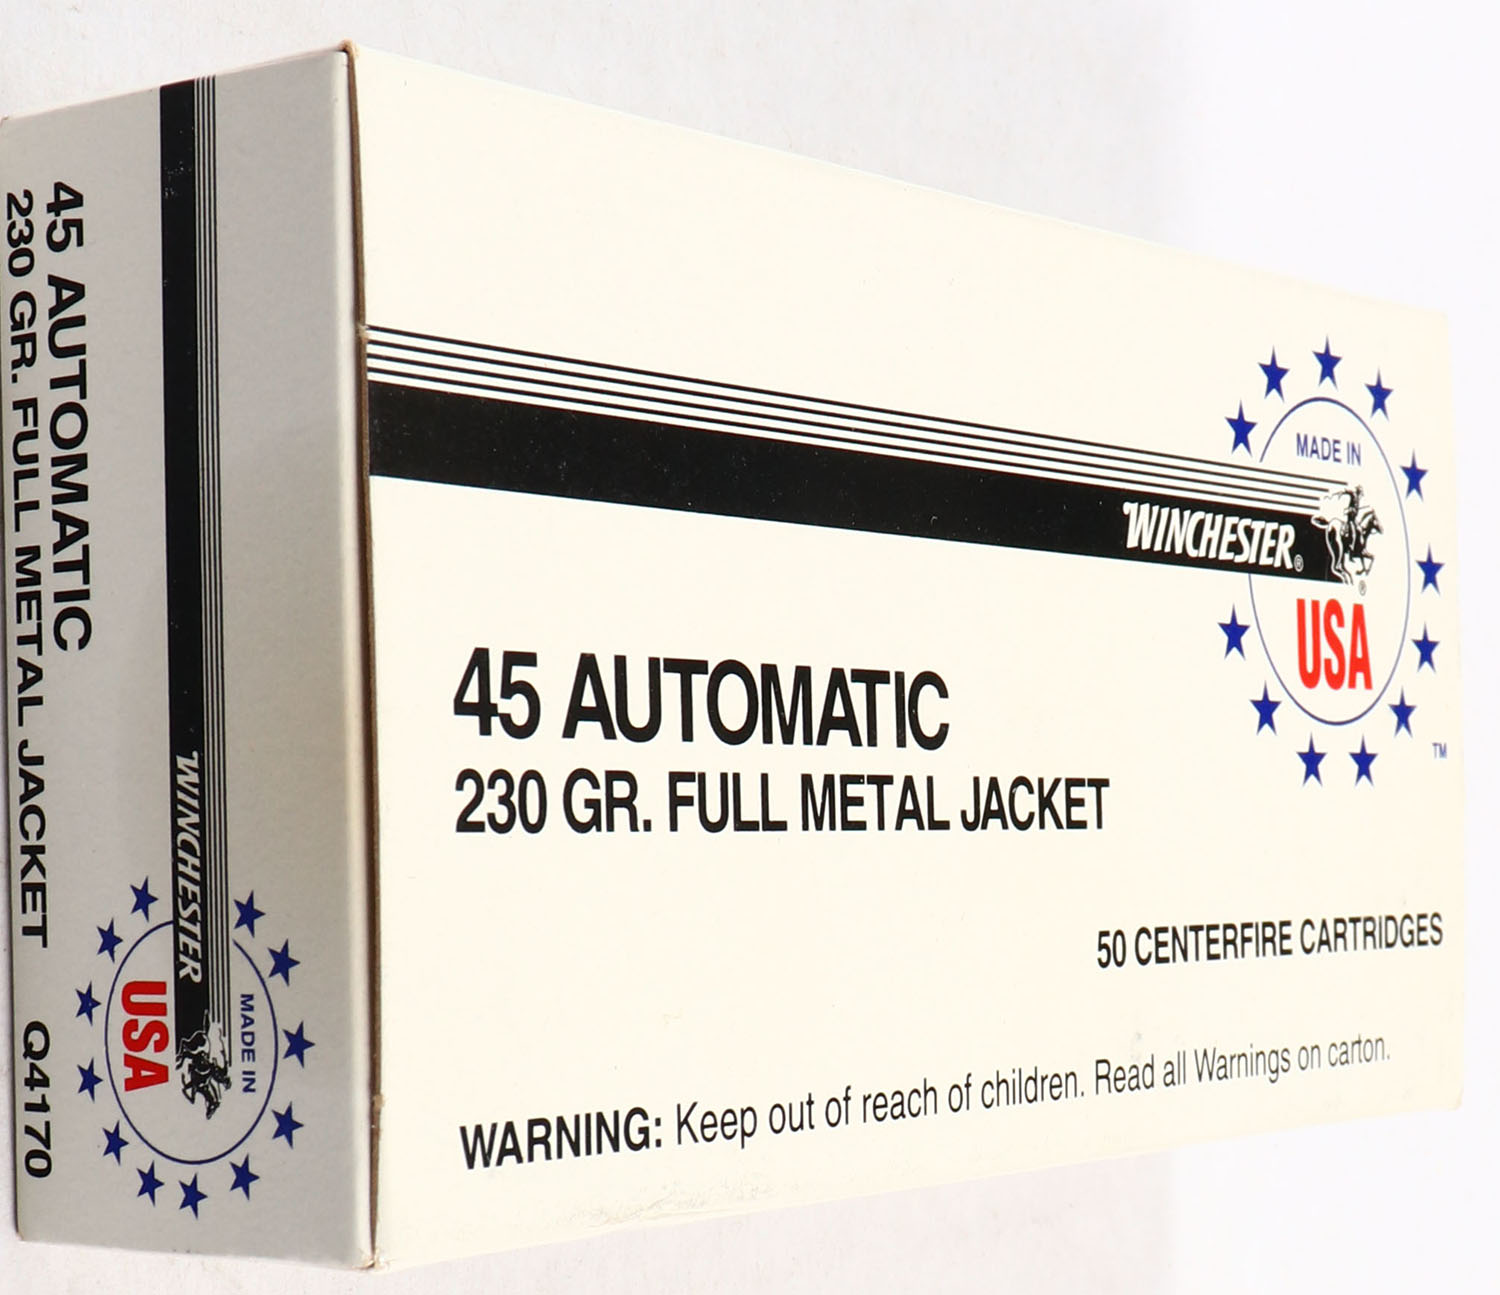 45 AUTOMATIC
230 GR. FULL METAL JACKET Q4170
WINCHESTER
MADE IN
USA
MADE IN
WINCHESTER®
®
USA
TM
45 AUTOMATIC
230 GR. FULL METAL JACKET
50 CENTERFIRE CARTRIDGES
WARNING: Keep out of reach of children. Read all Warnings on carton.